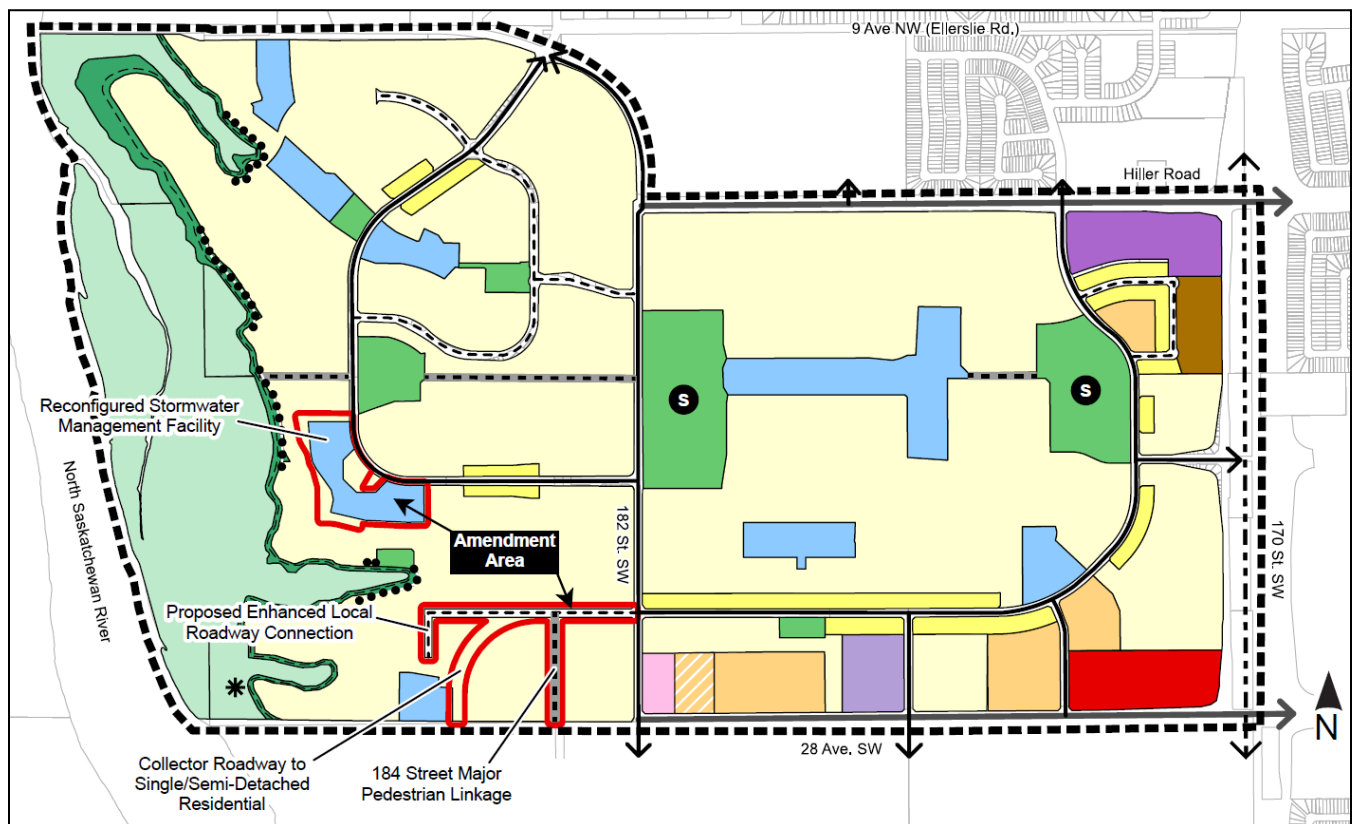 9 Ave NW (Ellerslie Rd.)
Hiller Road
S
S
Reconfigured Stormwater
Management Facility
North Saskatchewan River
182 St. SW
170 St. SW
Amendment
Area
Proposed Enhanced Local
Roadway Connection
N
28 Ave. SW
Collector Roadway to
Single/Semi-Detached
Residential
184 Street Major
Pedestrian Linkage